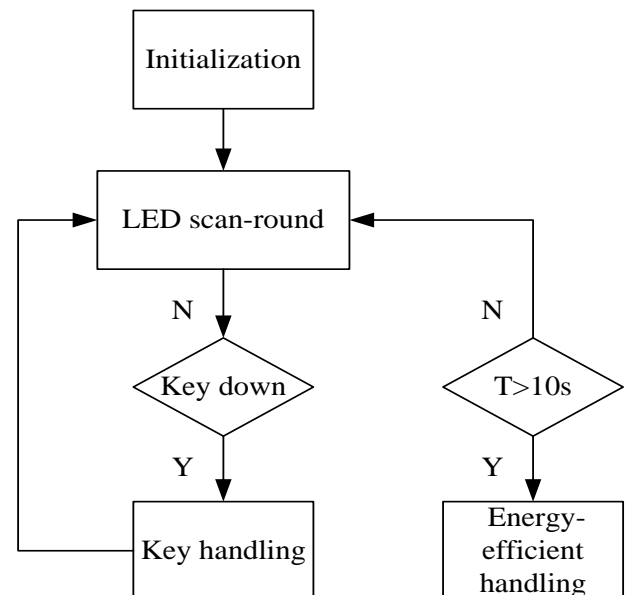 Initialization
LED scan-round
N
N
Key down
T>10s
Y
Y
Key handling
Energy-
efficient
handling